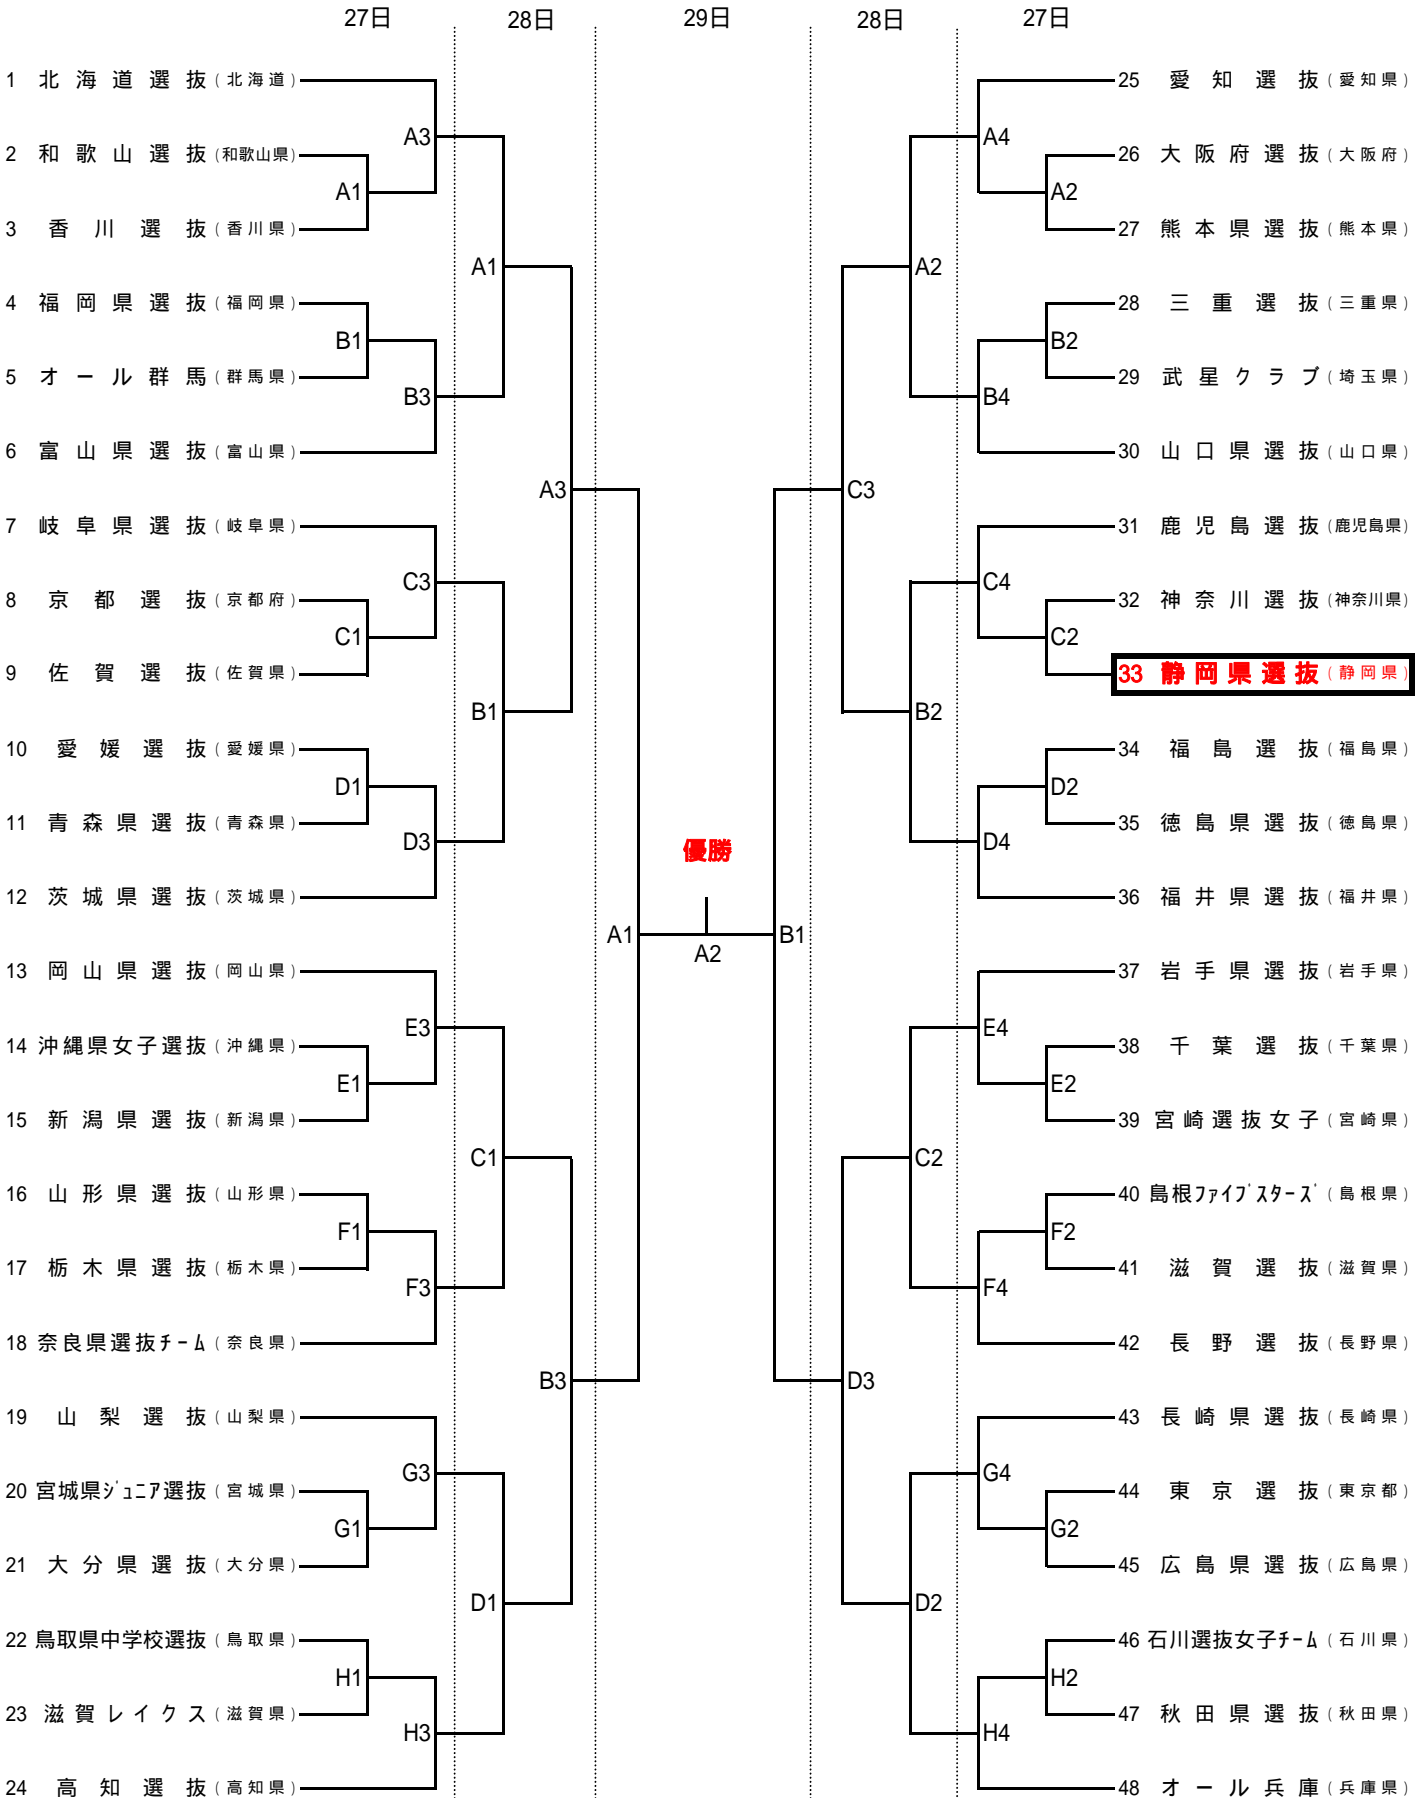 27日 28日 29日 28日 27日
1 北海道選抜(北海道) 25 愛知選抜(愛知県)
A3 A4
2 和歌山選抜(和歌山県) 26 大阪府選抜(大阪府)
A1 A2
3 香川選抜(香川県) 27 熊本県選抜(熊本県)
A1 A2
4 福岡県選抜(福岡県) 28 三重選抜(三重県)
B1 B2
5 オール群馬(群馬県) 29 武星クラブ(埼玉県)
B3 B4
6 富山県選抜(富山県) 30 山口県選抜(山口県)
A3 C3
7 岐阜県選抜(岐阜県) 31 鹿児島選抜(鹿児島県)
C3 C4
8 京都選抜(京都府) 32 神奈川選抜(神奈川県)
C1 C2
9 佐賀選抜(佐賀県) 33 静岡県選抜(静岡県)
B1 B2
10 愛媛選抜(愛媛県) 34 福島選抜(福島県)
D1 D2
11 青森県選抜(青森県) 35 徳島県選抜(徳島県)
D3 優勝 D4
12 茨城県選抜(茨城県) 36 福井県選抜(福井県)
A1 A2 B1
13 岡山県選抜(岡山県) 37 岩手県選抜(岩手県)
E3 E4
14 沖縄県女子選抜(沖縄県) 38 千葉選抜(千葉県)
E1 E2
15 新潟県選抜(新潟県) 39 宮崎選抜女子(宮崎県)
C1 C2
16 山形県選抜(山形県) 40 島根ﾌｧｲﾌﾞｽﾀｰｽﾞ(島根県)
F1 F2
17 栃木県選抜(栃木県) 41 滋賀選抜(滋賀県)
F3 F4
18 奈良県選抜ﾁｰﾑ(奈良県) 42 長野選抜(長野県)
B3 D3
19 山梨選抜(山梨県) 43 長崎県選抜(長崎県)
G3 G4
20 宮城県ｼﾞｭﾆｱ選抜(宮城県) 44 東京選抜(東京都)
G1 G2
21 大分県選抜(大分県) 45 広島県選抜(広島県)
D1 D2
22 鳥取県中学校選抜(鳥取県) 46 石川選抜女子ﾁｰﾑ(石川県)
H1 H2
23 滋賀レイクス(滋賀県) 47 秋田県選抜(秋田県)
H3 H4
24 高知選抜(高知県) 48 オール兵庫(兵庫県)